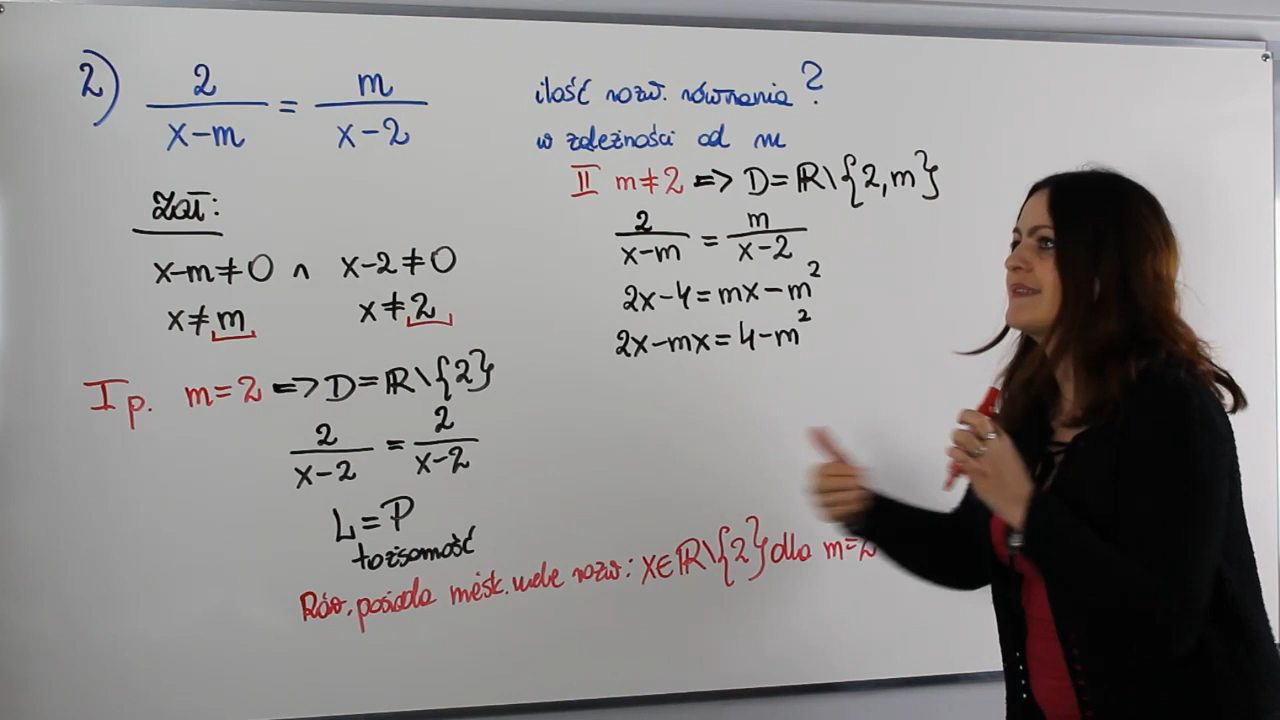 2) 2/(x-m) = m/(x-2)
ilość rozw. równania?
w zależności od m
Zał:
x-m≠0 ∧ x-2≠0
x≠m x≠2
I p. m=2 => D=ℝ\{2}
2/(x-2) = 2/(x-2)
L=P
tożsamość
Rów. posiada niesk. wiele rozw: x∈ℝ\{2} dla m=2
II m≠2 => D=ℝ\{2,m}
2/(x-m) = m/(x-2)
2x-4=mx-m²
2x-mx=4-m²